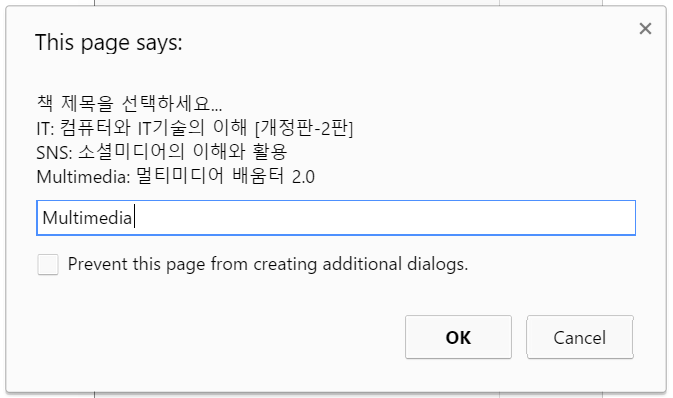 This page says:
책 제목을 선택하세요...
IT: 컴퓨터와 IT기술의 이해 [개정판-2판]
SNS: 소셜미디어의 이해와 활용
Multimedia: 멀티미디어 배움터 2.0
Multimedia
Prevent this page from creating additional dialogs.
OK Cancel